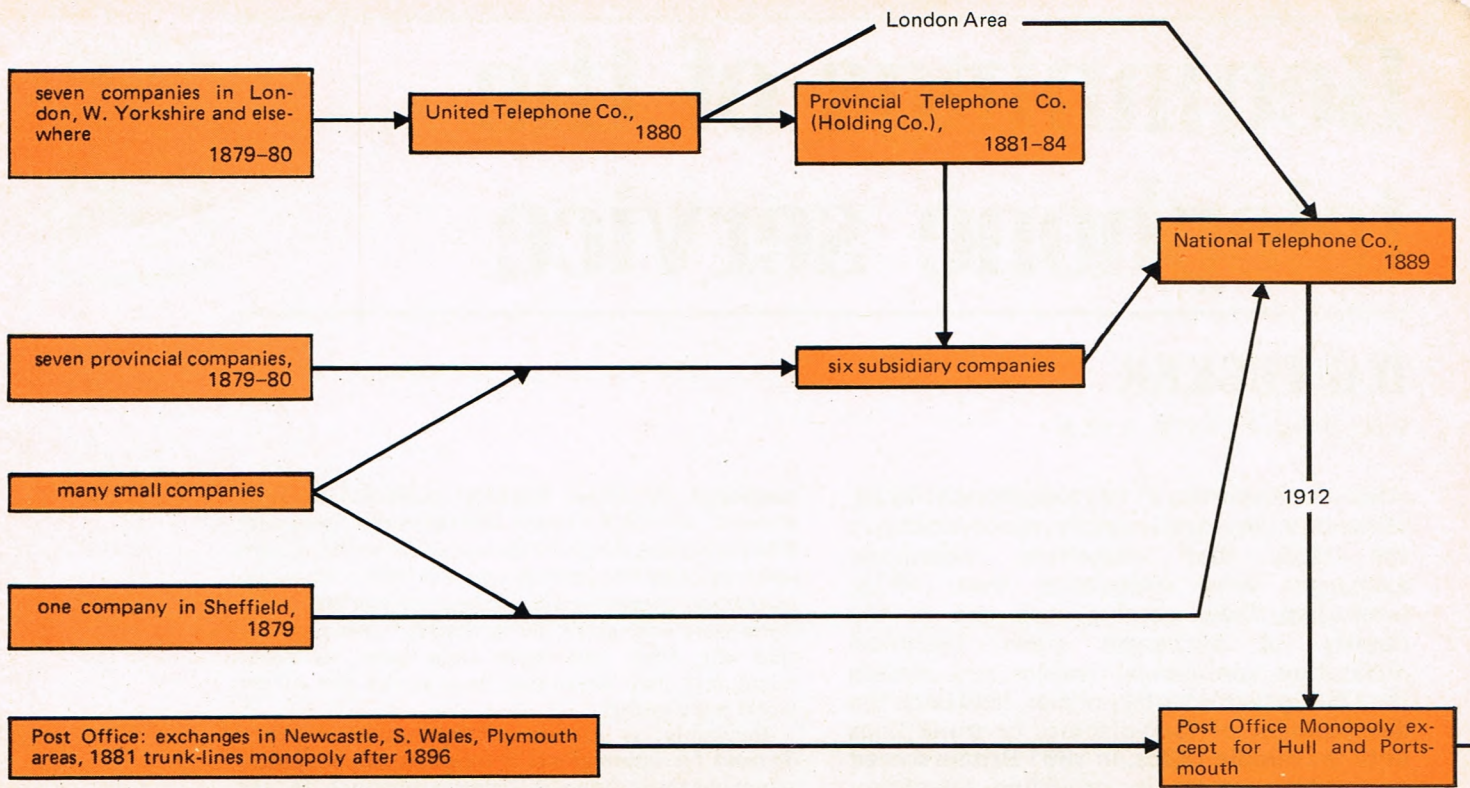 London Area
seven companies in Lon-
don, W. Yorkshire and else-
where
1879–80
United Telephone Co.,
1880
Provincial Telephone Co.
(Holding Co.),
1881–84
National Telephone Co.,
1889
seven provincial companies,
1879–80
six subsidiary companies
many small companies
1912
one company in Sheffield,
1879
Post Office: exchanges in Newcastle, S. Wales, Plymouth
areas, 1881 trunk-lines monopoly after 1896
Post Office Monopoly ex-
cept for Hull and Ports-
mouth